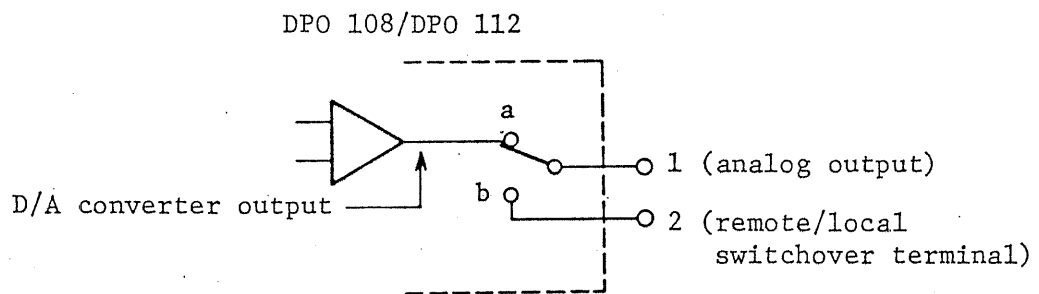 DPO 108/DPO 112
a
1 (analog output)
D/A converter output
b
2 (remote/local
switchover terminal)